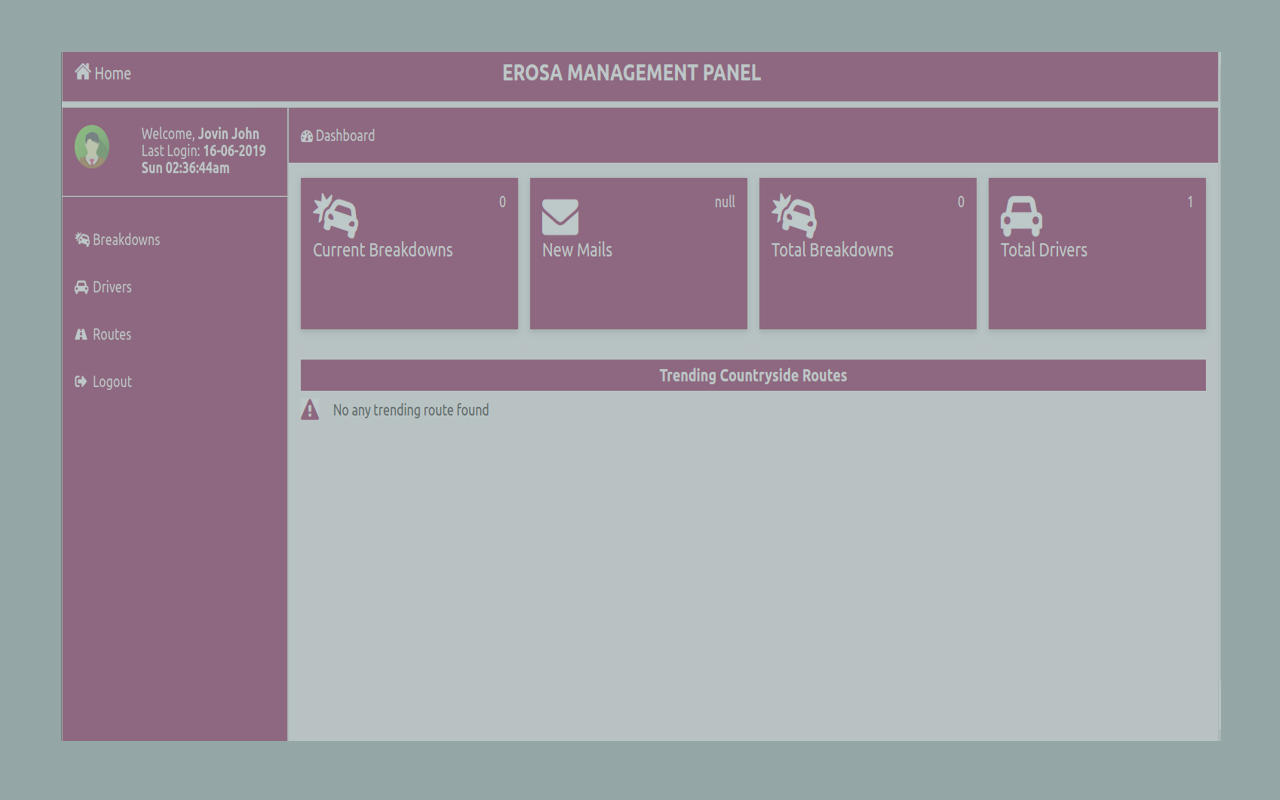 Home
EROSA MANAGEMENT PANEL
Welcome, Jovin John
Last Login: 16-06-2019
Sun 02:36:44am
Dashboard
Breakdowns
Drivers
Routes
Logout
0
Current Breakdowns
null
New Mails
0
Total Breakdowns
1
Total Drivers
Trending Countryside Routes
No any trending route found